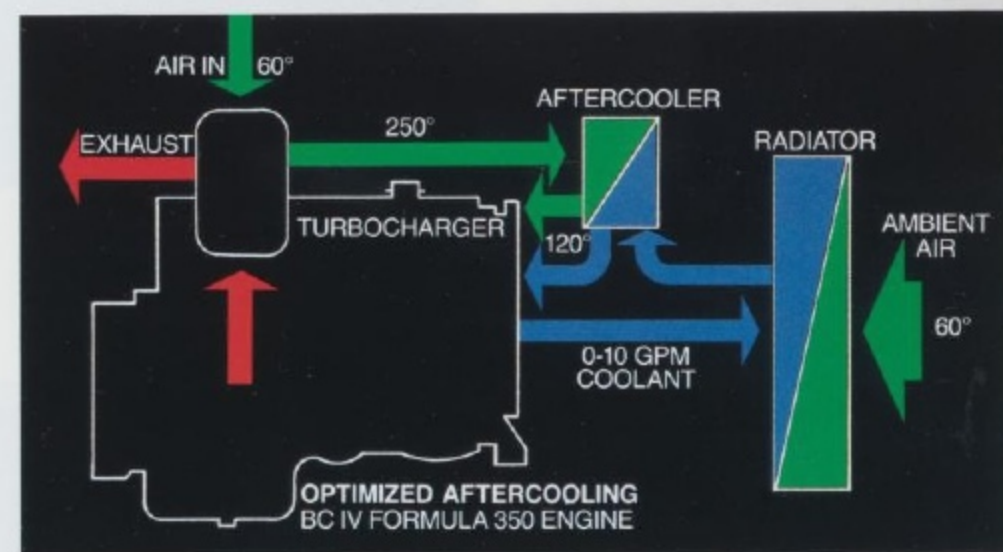 AIR IN 60°
EXHAUST
250°
AFTERCOOLER
RADIATOR
TURBOCHARGER
120°
AMBIENT
AIR
60°
0-10 GPM
COOLANT
OPTIMIZED AFTERCOOLING
BC IV FORMULA 350 ENGINE